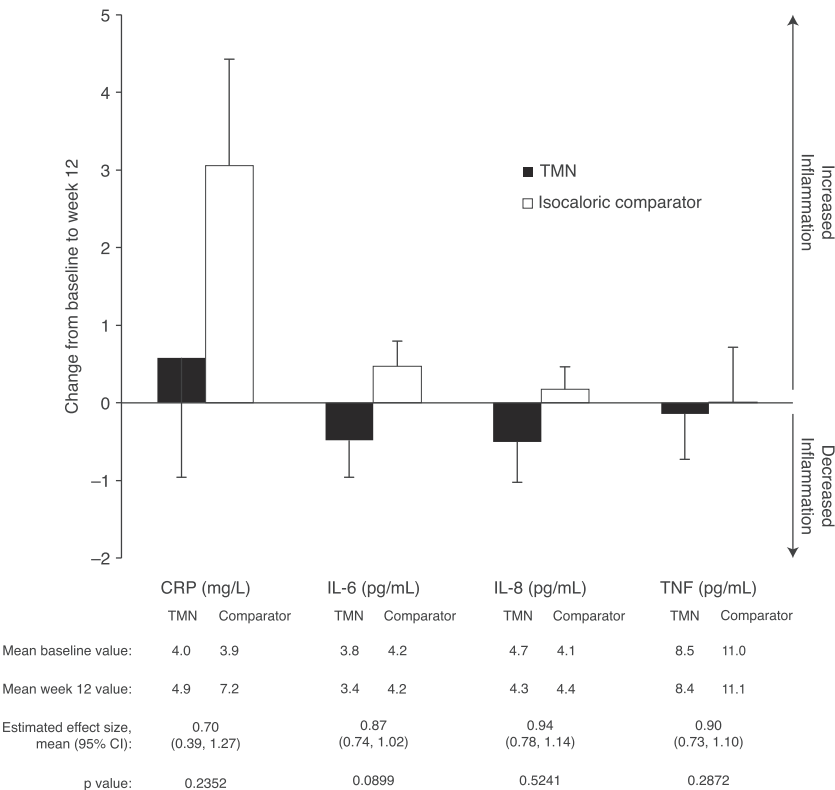 5
4
3
2
1
0
−1
−2
Change from baseline to week 12
TMN
Isocaloric comparator
Increased
Inflammation
Decreased
Inflammation
CRP (mg/L) IL-6 (pg/mL) IL-8 (pg/mL) TNF (pg/mL)
TMN Comparator TMN Comparator TMN Comparator TMN Comparator
Mean baseline value: 4.0 3.9 3.8 4.2 4.7 4.1 8.5 11.0
Mean week 12 value: 4.9 7.2 3.4 4.2 4.3 4.4 8.4 11.1
Estimated effect size, 0.70 0.87 0.94 0.90
mean (95% CI): (0.39, 1.27) (0.74, 1.02) (0.78, 1.14) (0.73, 1.10)
p value: 0.2352 0.0899 0.5241 0.2872